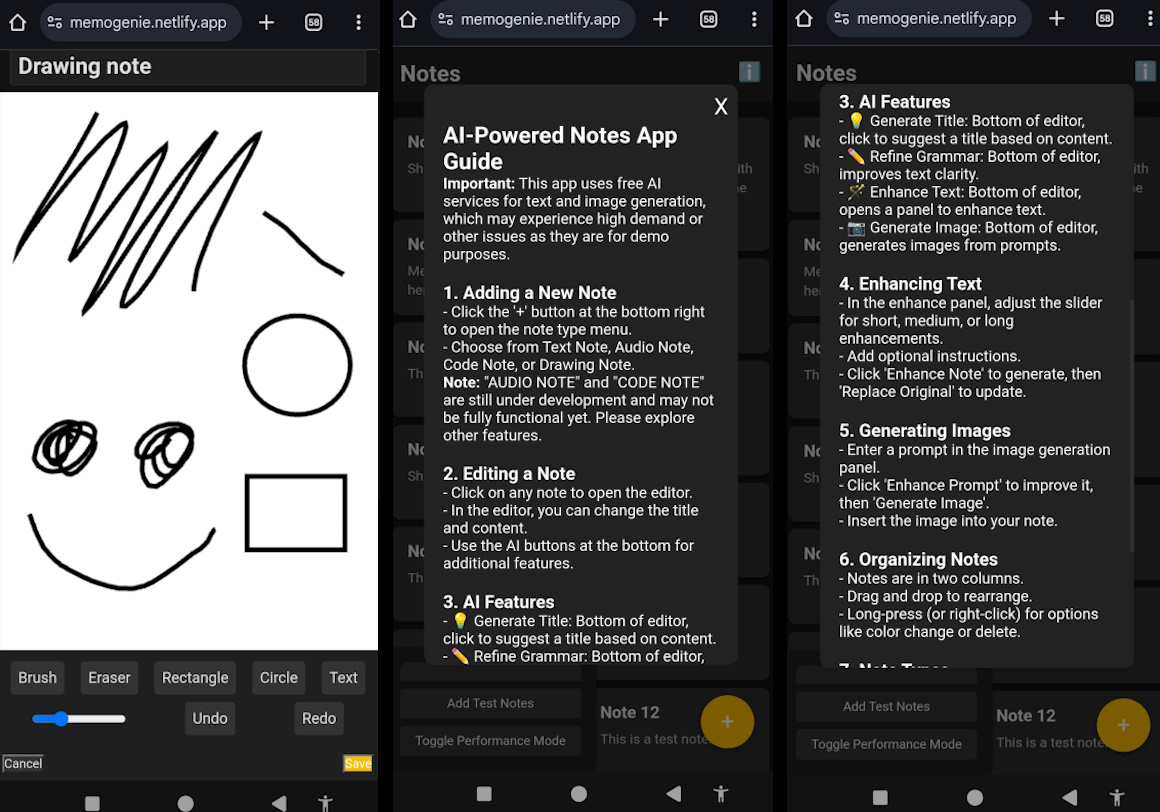 memogenie.netlify.app
58
Drawing note
Brush
Eraser
Rectangle
Circle
Text
Undo
Redo
Cancel
Save
memogenie.netlify.app
58
Notes
X
AI-Powered Notes App
Guide
Important: This app uses free AI
services for text and image generation,
which may experience high demand or
other issues as they are for demo
purposes.
1. Adding a New Note
- Click the '+' button at the bottom right
to open the note type menu.
- Choose from Text Note, Audio Note,
Code Note, or Drawing Note.
Note: "AUDIO NOTE" and "CODE NOTE"
are still under development and may not
be fully functional yet. Please explore
other features.
2. Editing a Note
- Click on any note to open the editor.
- In the editor, you can change the title
and content.
- Use the AI buttons at the bottom for
additional features.
3. AI Features
- 💡 Generate Title: Bottom of editor,
click to suggest a title based on content.
- ✏️ Refine Grammar: Bottom of editor,
Add Test Notes
Toggle Performance Mode
Note 12
This is a test note
+
memogenie.netlify.app
58
Notes
3. AI Features
- 💡 Generate Title: Bottom of editor,
click to suggest a title based on content.
- ✏️ Refine Grammar: Bottom of editor,
improves text clarity.
- 🪄 Enhance Text: Bottom of editor,
opens a panel to enhance text.
- 📷 Generate Image: Bottom of editor,
generates images from prompts.
4. Enhancing Text
- In the enhance panel, adjust the slider
for short, medium, or long
enhancements.
- Add optional instructions.
- Click 'Enhance Note' to generate, then
'Replace Original' to update.
5. Generating Images
- Enter a prompt in the image generation
panel.
- Click 'Enhance Prompt' to improve it,
then 'Generate Image'.
- Insert the image into your note.
6. Organizing Notes
- Notes are in two columns.
- Drag and drop to rearrange.
- Long-press (or right-click) for options
like color change or delete.
7. Note Types
Add Test Notes
Toggle Performance Mode
Note 12
This is a test note
+